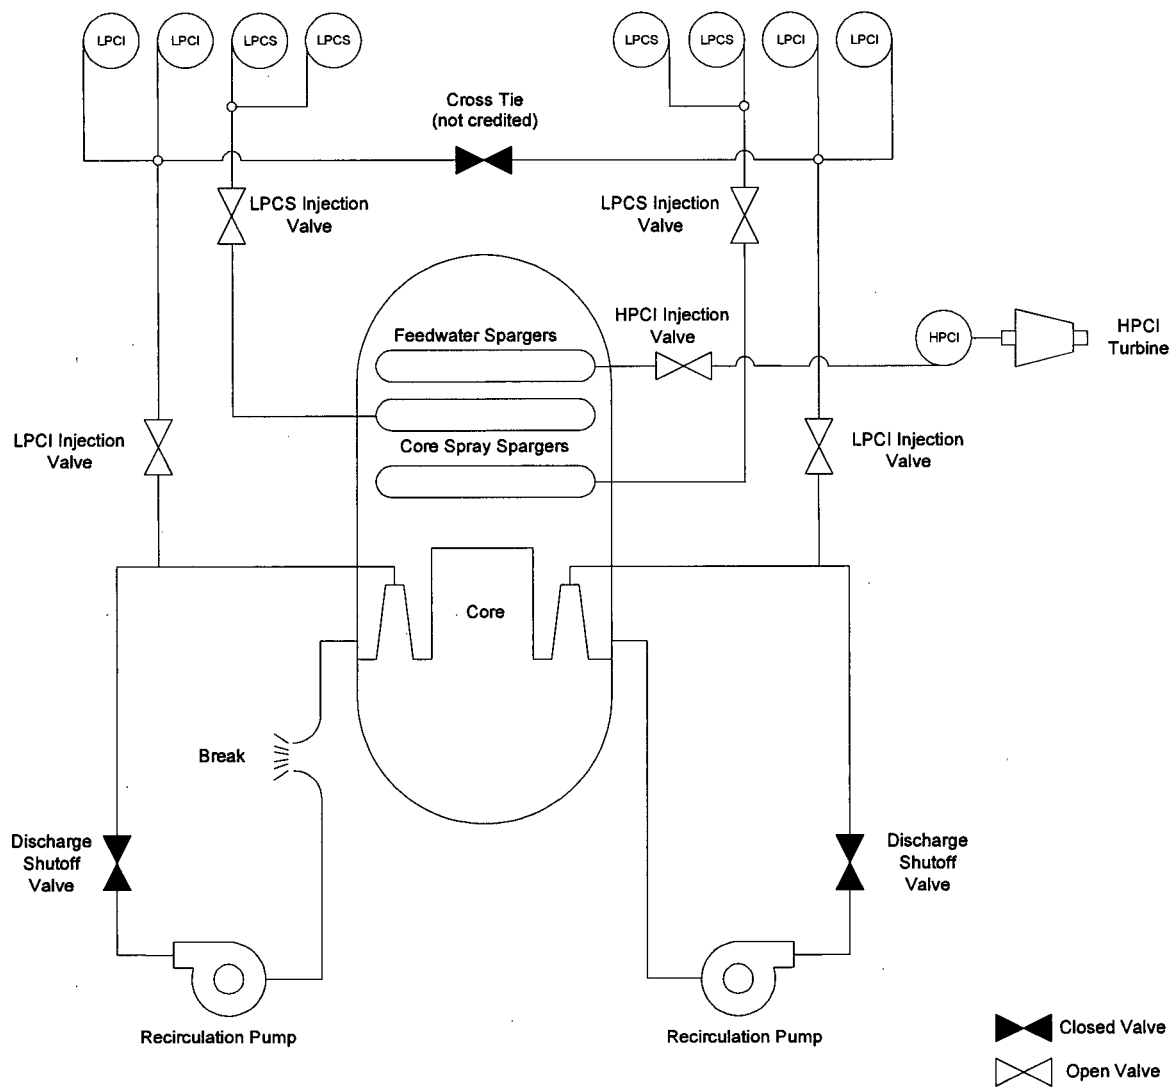 LPCI LPCI LPCS LPCS LPCS LPCS LPCI LPCI
Cross Tie
(not credited)
LPCS Injection
Valve
LPCS Injection
Valve
HPCI Injection
Valve
HPCI
HPCI
Turbine
Feedwater Spargers
Core Spray Spargers
LPCI Injection
Valve
LPCI Injection
Valve
Core
Break
Discharge
Shutoff
Valve
Discharge
Shutoff
Valve
Recirculation Pump
Recirculation Pump
Closed Valve
Open Valve